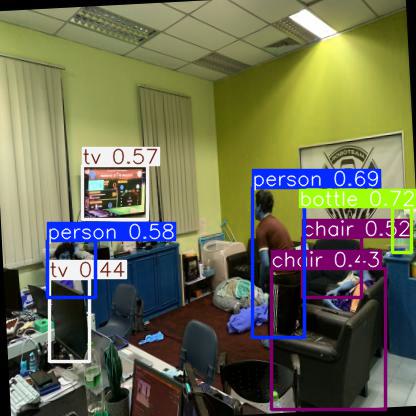 tv 0.57
person 0.69
bottle 0.72
person 0.58
chair 0.52
chair 0.43
tv 0.44